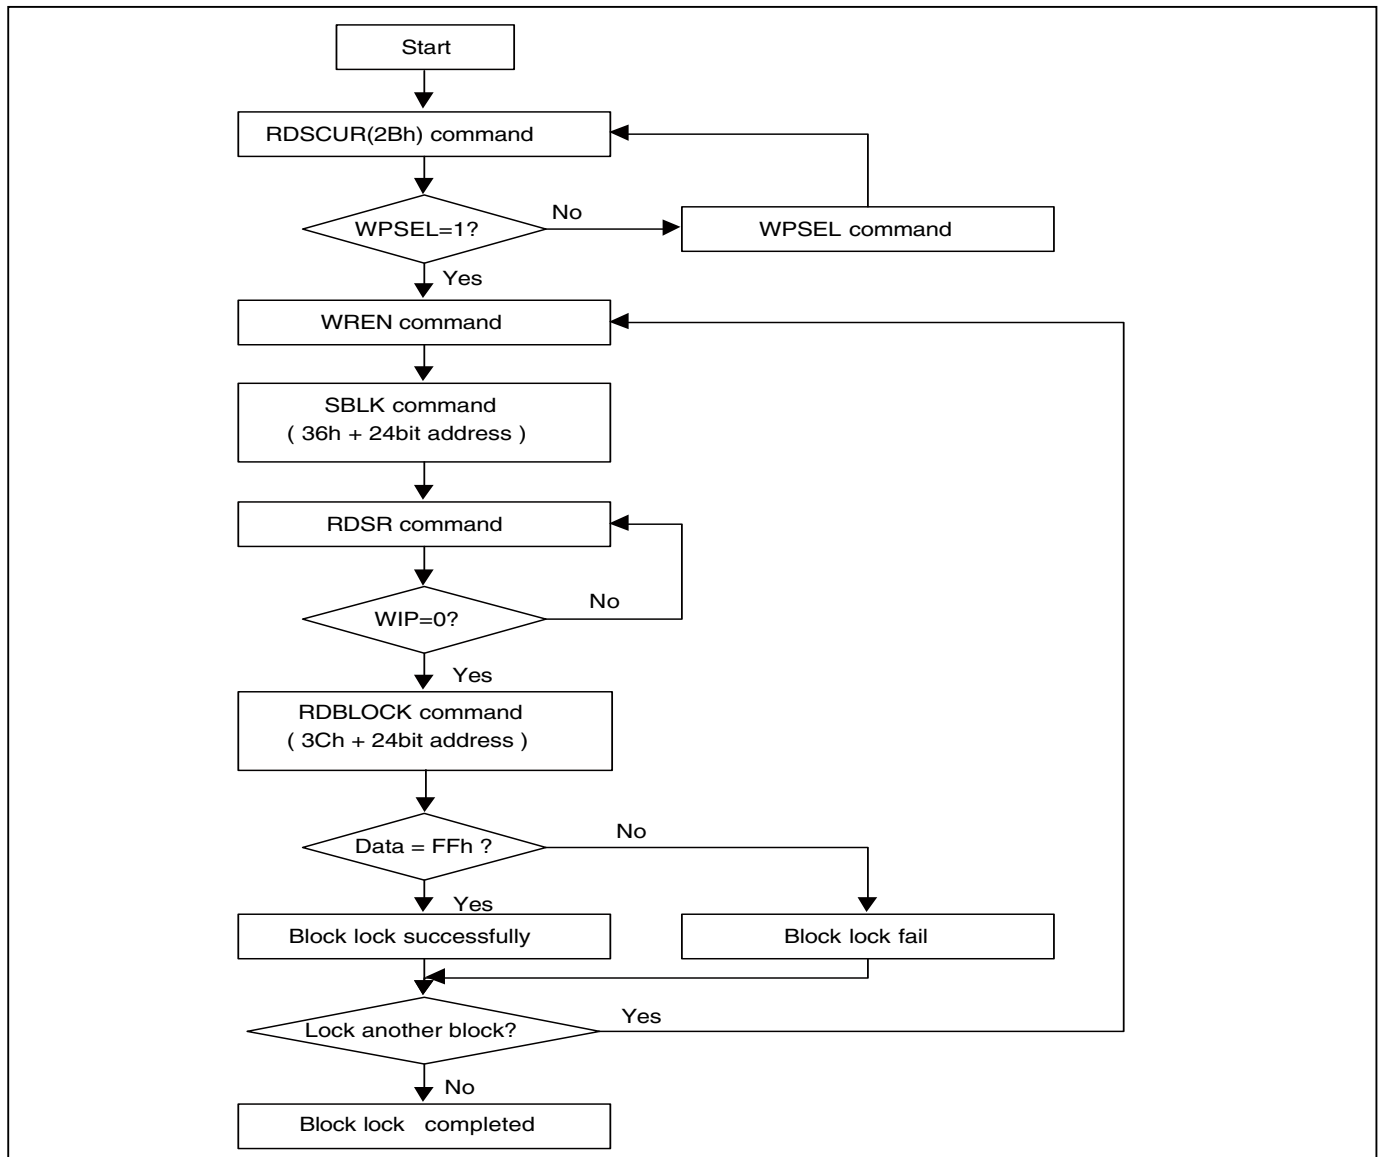 Start
RDSCUR(2Bh) command
WPSEL=1?
No
WPSEL command
Yes
WREN command
SBLK command
( 36h + 24bit address )
RDSR command
WIP=0?
No
Yes
RDBLOCK command
( 3Ch + 24bit address )
Data = FFh ?
No
Yes
Block lock successfully
Block lock fail
Lock another block?
Yes
No
Block lock completed